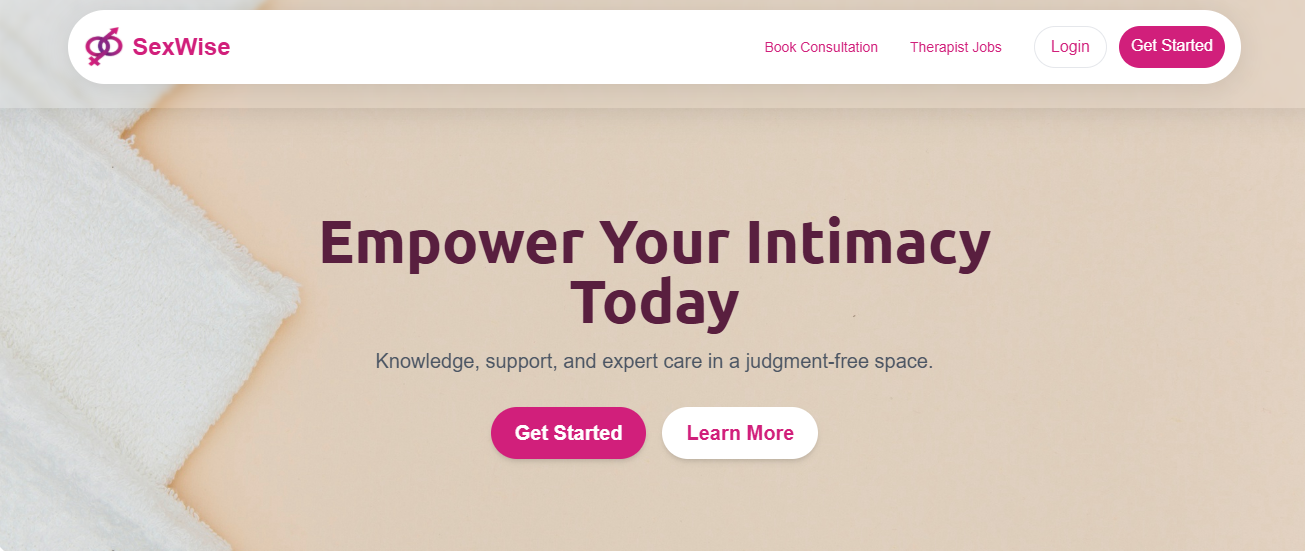 SexWise
Book Consultation
Therapist Jobs
Login
Get Started
Empower Your Intimacy
Today
Knowledge, support, and expert care in a judgment-free space.
Get Started
Learn More